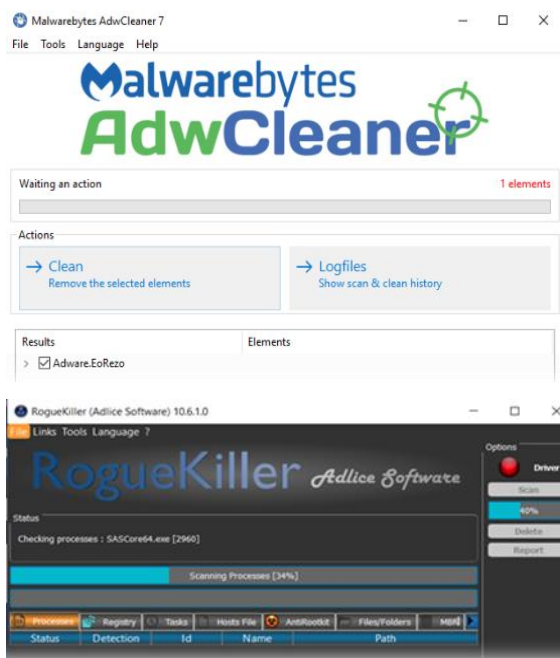 Malwarebytes AdwCleaner 7
File Tools Language Help
Malwarebytes
AdwCleaner
Waiting an action 1 elements
Actions
→ Clean
Remove the selected elements
→ Logfiles
Show scan & clean history
Results Elements
Adware.EoRezo
RogueKiller (Adlice Software) 10.6.1.0
File Links Tools Language ?
RogueKiller Adlice Software
Options
Driver
Scan
40%
Delete
Report
Status
Checking processes : SASCore64.exe [2960]
Scanning Processes [34%]
Processes Registry Tasks Hosts File AntiRootkit Files/Folders MBR
Status Detection Id Name Path